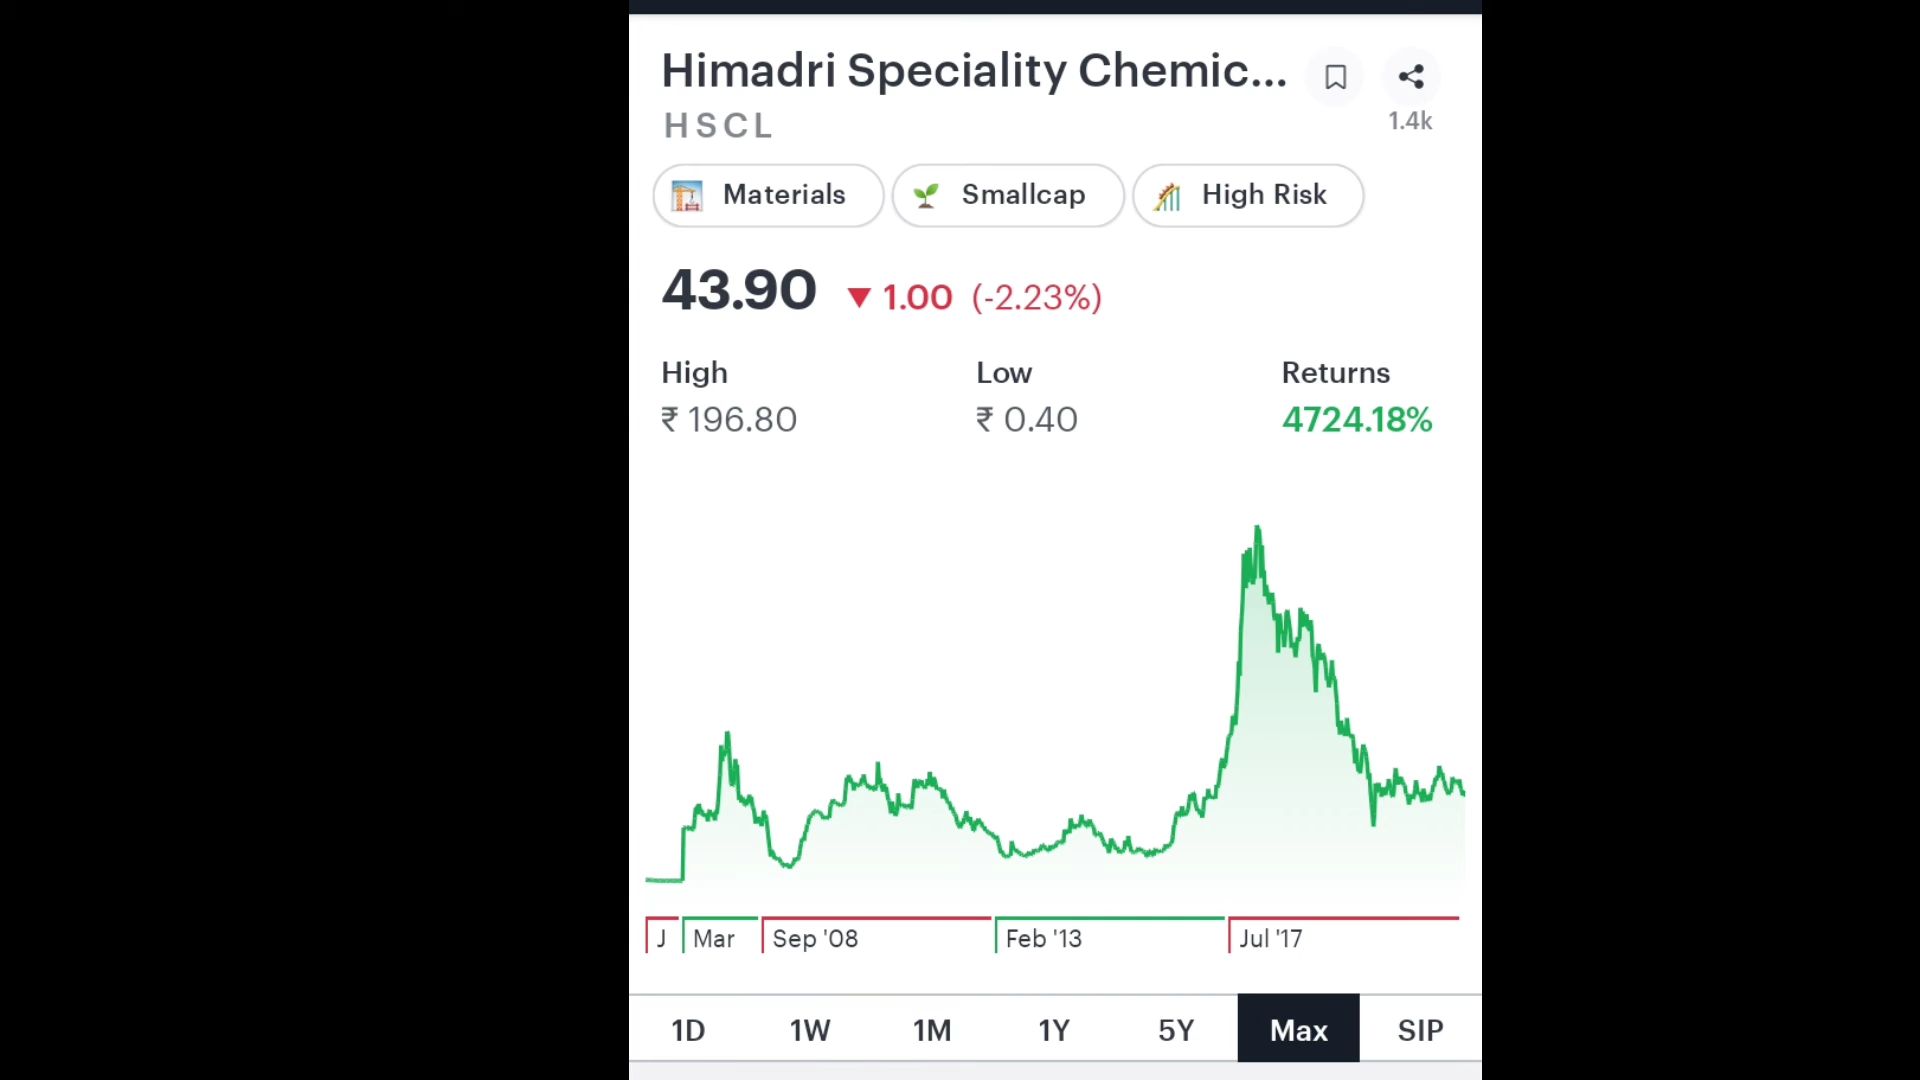 Himadri Speciality Chemic...
HSCL
1.4k
Materials Smallcap High Risk
43.90 ▼ 1.00 (-2.23%)
High Low Returns
₹ 196.80 ₹ 0.40 4724.18%
J Mar Sep '08 Feb '13 Jul '17
1D 1W 1M 1Y 5Y Max SIP